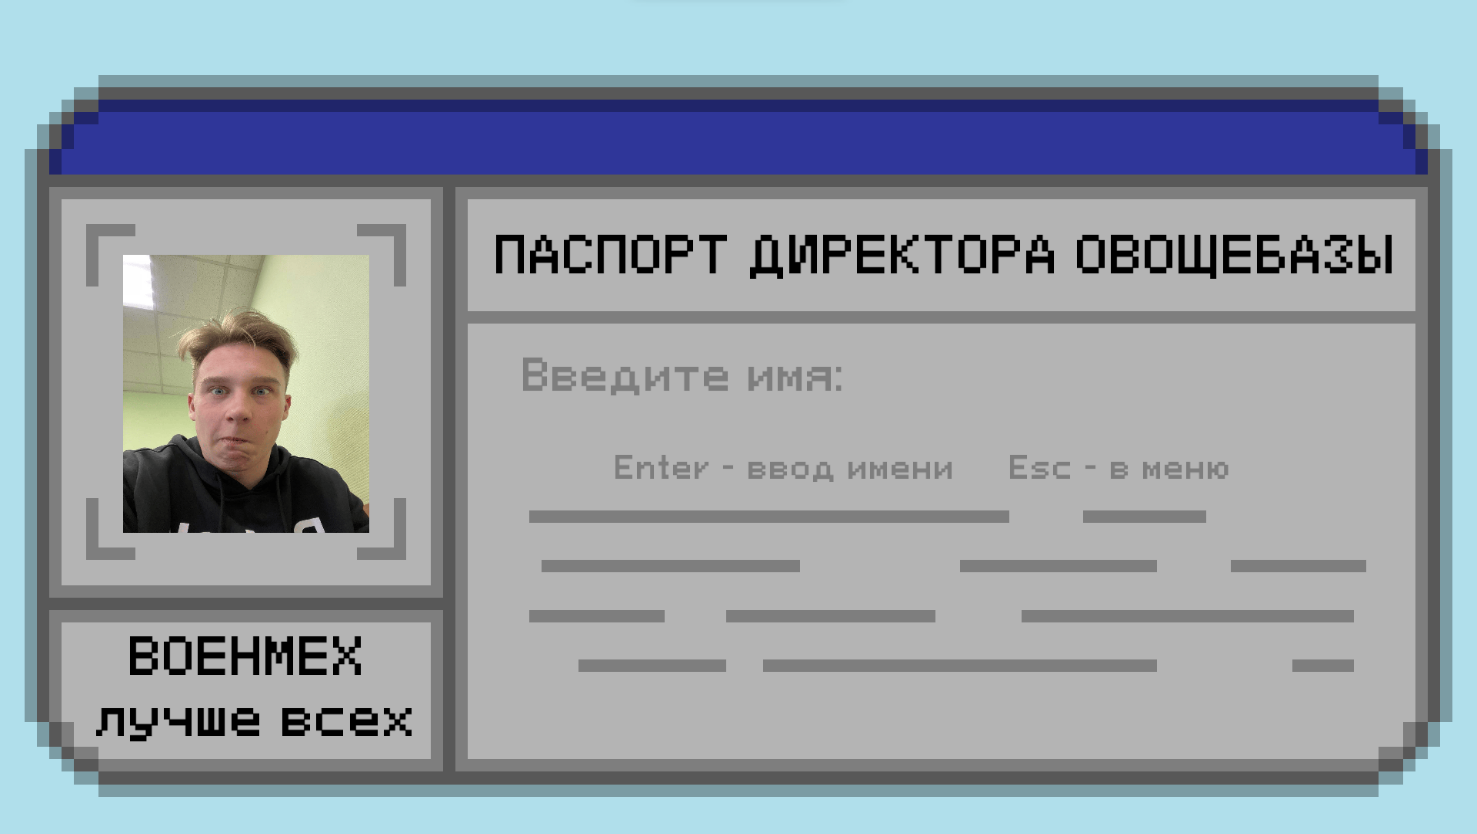 ПАСПОРТ ДИРЕКТОРА ОВОЩЕБАЗЫ
Введите имя:
Enter - ввод имени Esc - в меню
ВОЕНМЕХ
лучше всех